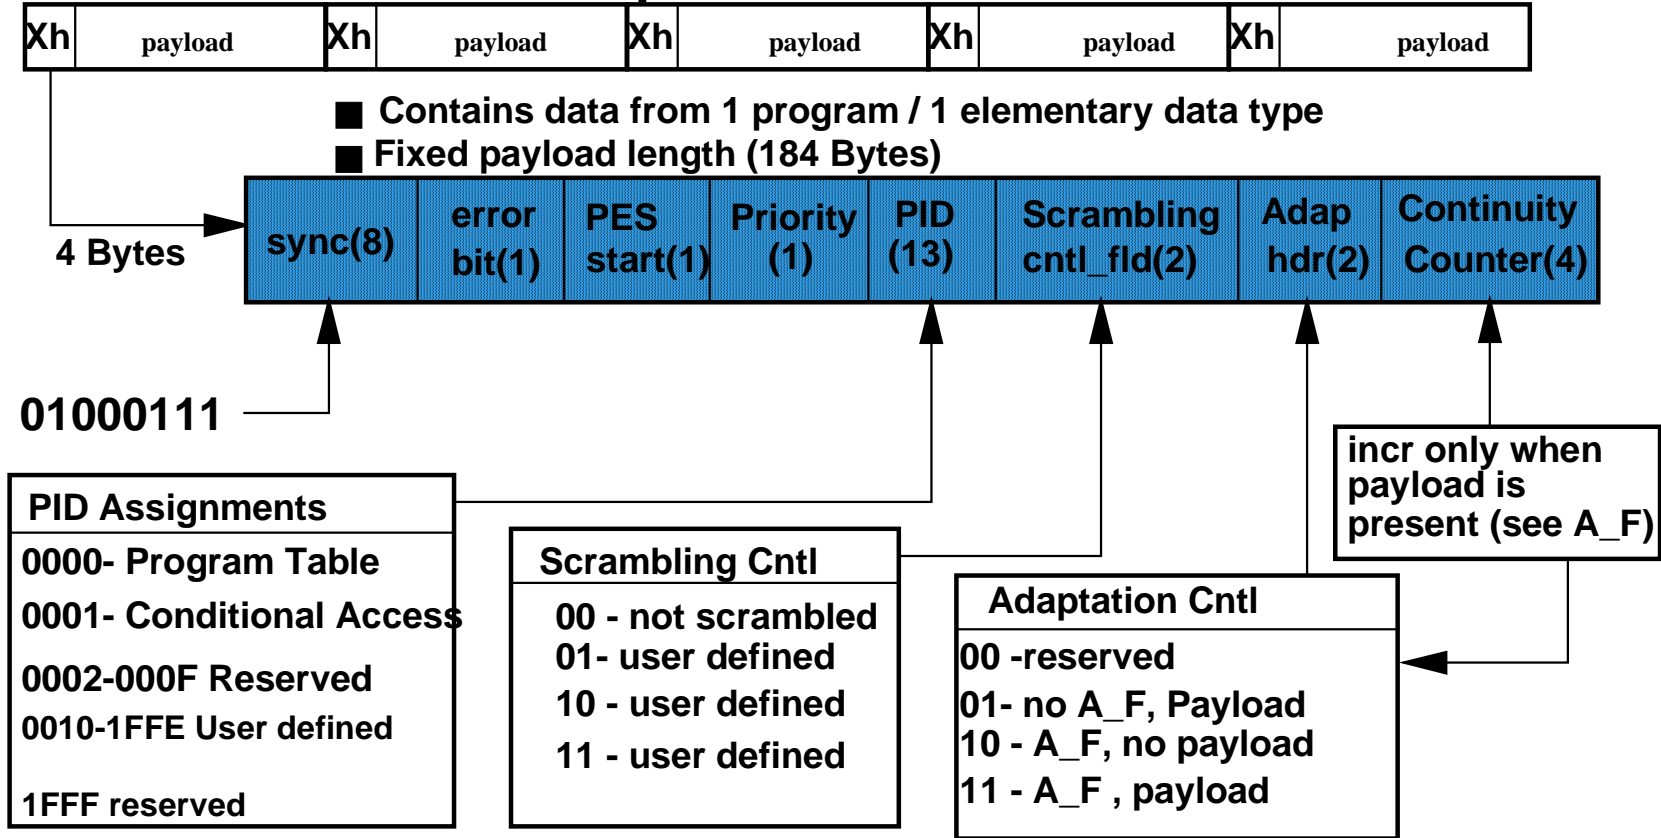 Xh payload Xh payload Xh payload Xh payload Xh payload
■ Contains data from 1 program / 1 elementary data type
■ Fixed payload length (184 Bytes)
4 Bytes
sync(8)
error
bit(1)
PES
start(1)
Priority
(1)
PID
(13)
Scrambling
cntl_fld(2)
Adap
hdr(2)
Continuity
Counter(4)
01000111
incr only when
payload is
present (see A_F)
PID Assignments
0000- Program Table
0001- Conditional Access
0002-000F Reserved
0010-1FFE User defined
1FFF reserved
Scrambling Cntl
00 - not scrambled
01- user defined
10 - user defined
11 - user defined
Adaptation Cntl
00 -reserved
01- no A_F, Payload
10 - A_F, no payload
11 - A_F , payload